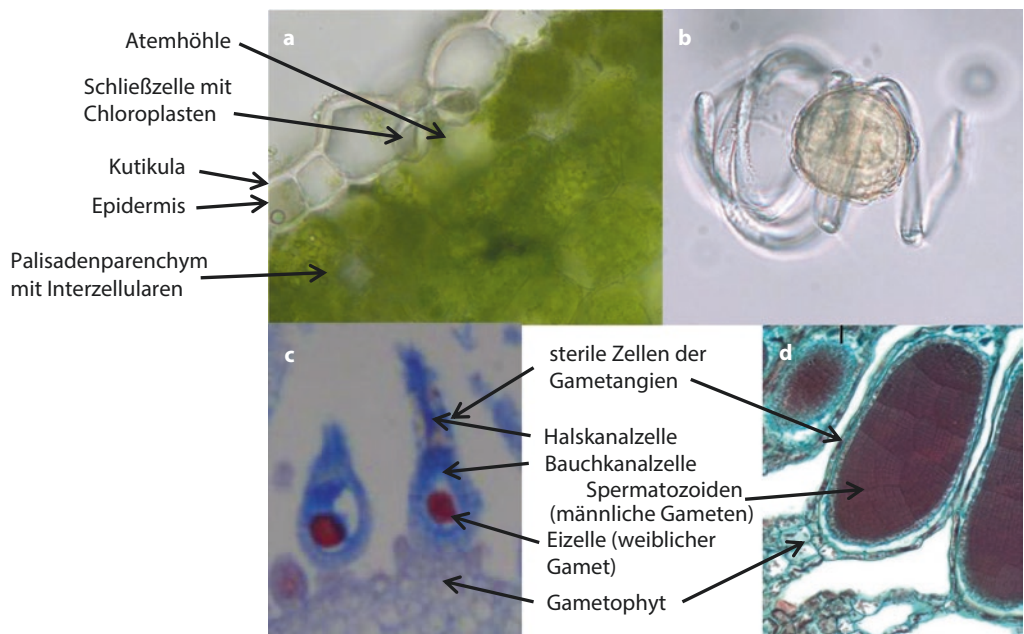 a
b
Atemhöhle
Schließzelle mit
Chloroplasten
Kutikula
Epidermis
Palisadenparenchym
mit Interzellularen
c
d
sterile Zellen der
Gametangien
Halskanalzelle
Bauchkanalzelle
Spermatozoiden
(männliche Gameten)
Eizelle (weiblicher
Gamet)
Gametophyt